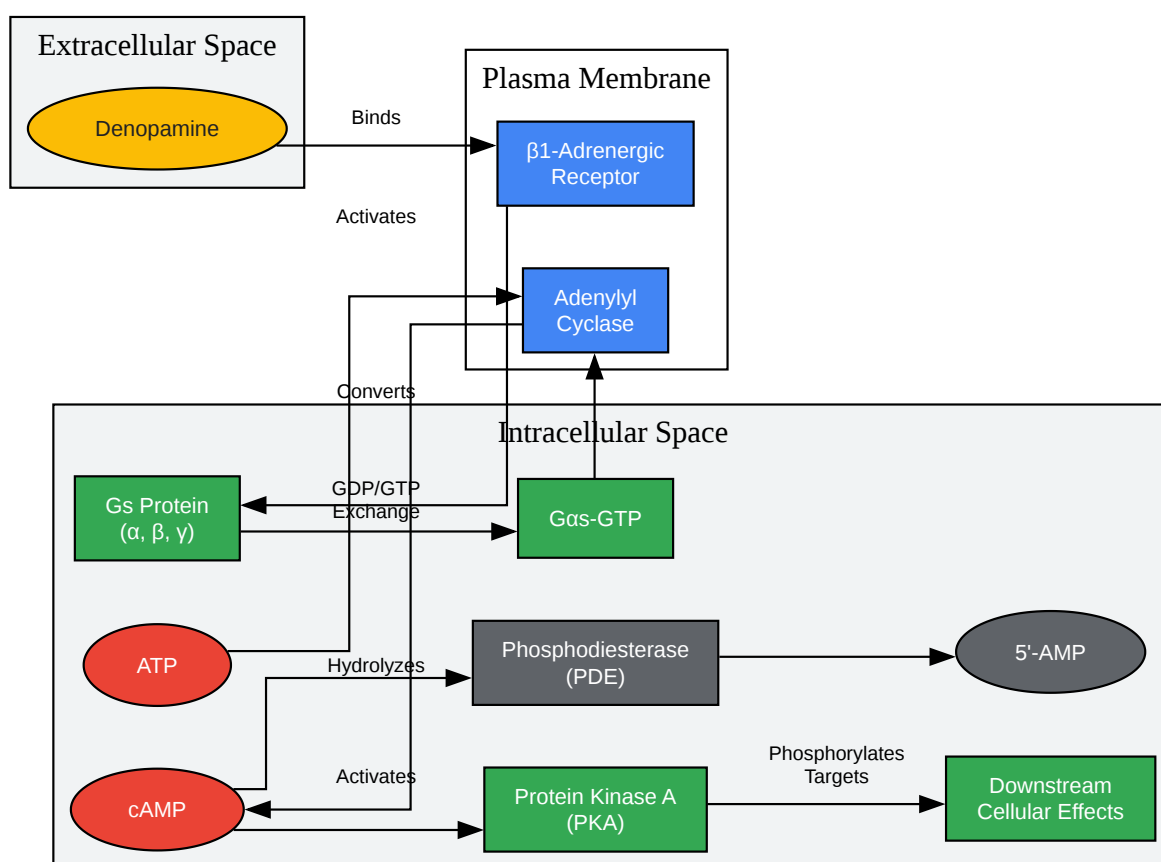 Extracellular Space
Denopamine
Binds
Plasma Membrane
β1-Adrenergic
Receptor
Activates
Adenylyl
Cyclase
Converts
Intracellular Space
Gs Protein
(α, β, γ)
GDP/GTP
Exchange
Gαs-GTP
ATP
Hydrolyzes
Phosphodiesterase
(PDE)
5'-AMP
cAMP
Activates
Protein Kinase A
(PKA)
Phosphorylates
Targets
Downstream
Cellular Effects